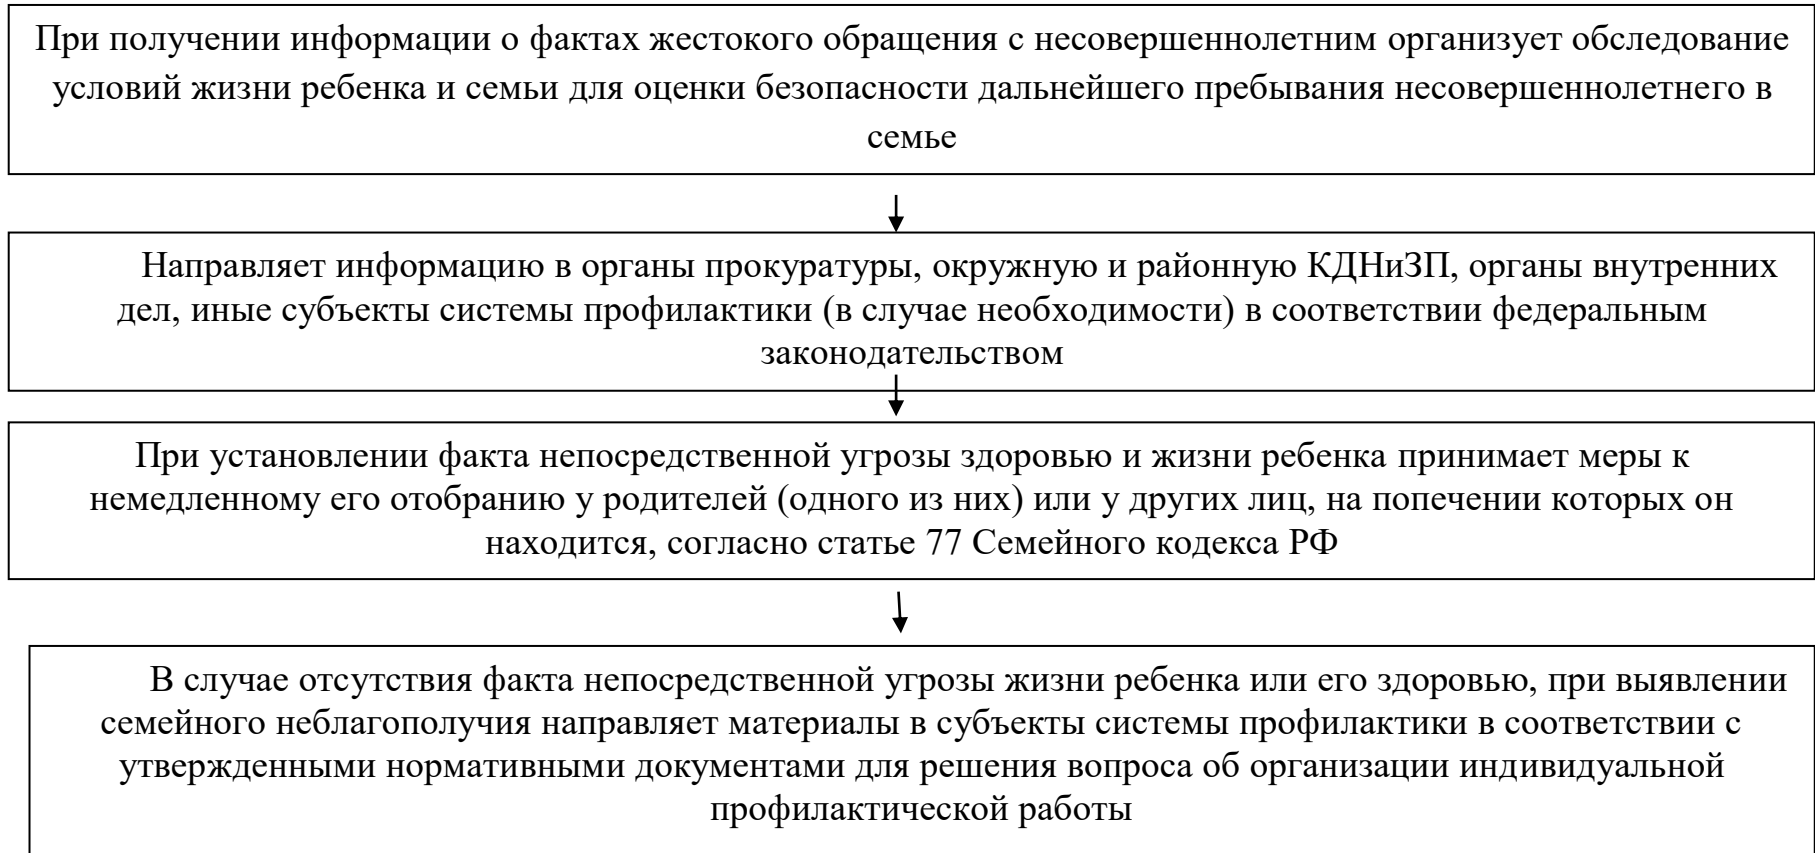 При получении информации о фактах жестокого обращения с несовершеннолетним организует обследование
условий жизни ребенка и семьи для оценки безопасности дальнейшего пребывания несовершеннолетнего в
семье
Направляет информацию в органы прокуратуры, окружную и районную КДНиЗП, органы внутренних
дел, иные субъекты системы профилактики (в случае необходимости) в соответствии федеральным
законодательством
При установлении факта непосредственной угрозы здоровью и жизни ребенка принимает меры к
немедленному его отобранию у родителей (одного из них) или у других лиц, на попечении которых он
находится, согласно статье 77 Семейного кодекса РФ
В случае отсутствия факта непосредственной угрозы жизни ребенка или его здоровью, при выявлении
семейного неблагополучия направляет материалы в субъекты системы профилактики в соответствии с
утвержденными нормативными документами для решения вопроса об организации индивидуальной
профилактической работы